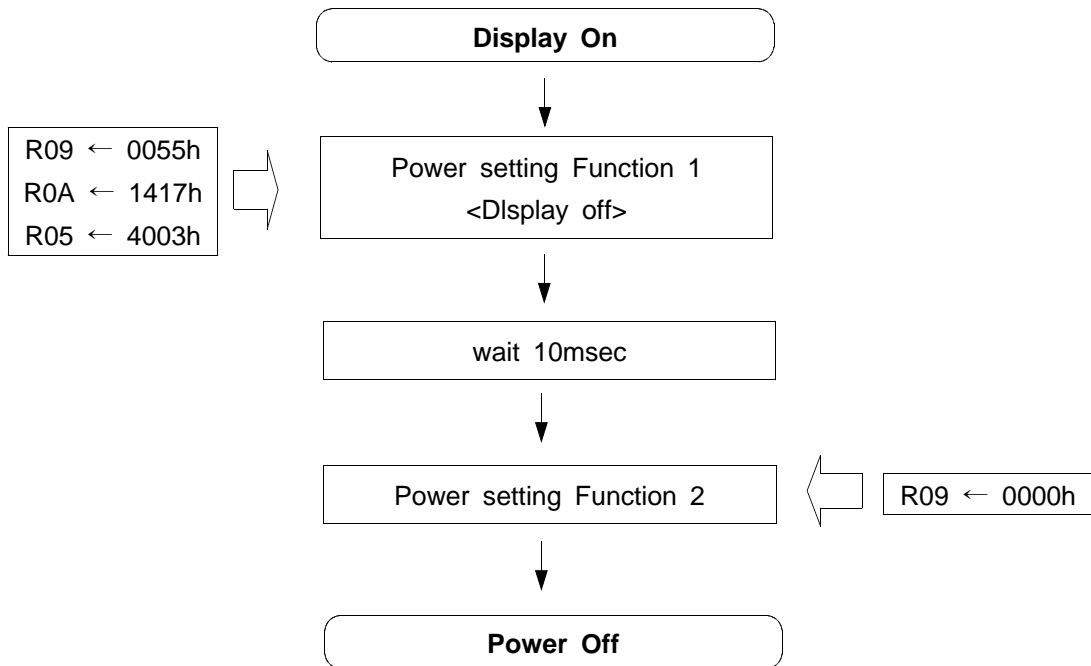 Display On
R09 ← 0055h
R0A ← 1417h
R05 ← 4003h
Power setting Function 1
<DIsplay off>
wait 10msec
Power setting Function 2
R09 ← 0000h
Power Off